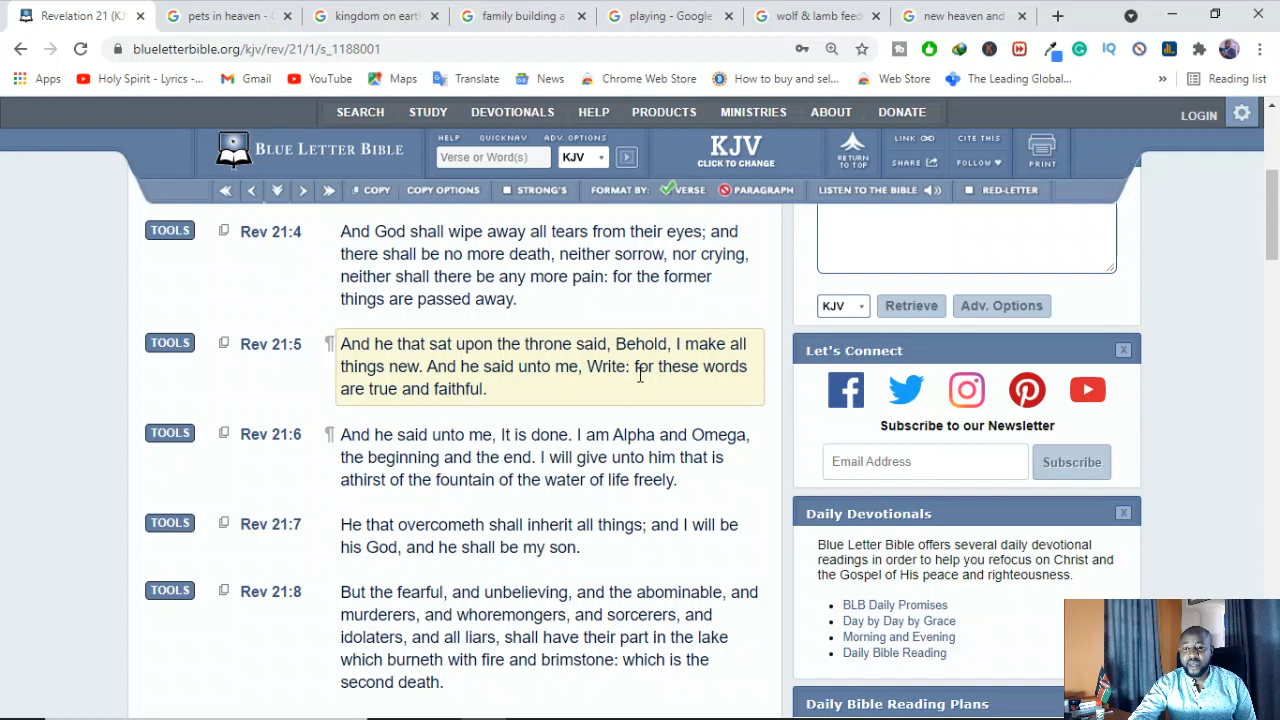 Revelation 21 (KJV
pets in heaven -
kingdom on eart
family building a
playing - Google
wolf & lamb feed
new heaven and
blueletterbible.org/kjv/rev/21/1/s_1188001
Apps
Holy Spirit - Lyrics -...
Gmail
YouTube
Maps
Translate
News
Chrome Web Store
How to buy and sel...
Web Store
The Leading Global...
»
Reading list
SEARCH STUDY DEVOTIONALS HELP PRODUCTS MINISTRIES ABOUT DONATE
LOGIN
HELP QUICKNAV ADV. OPTIONS
BLUE LETTER BIBLE
Verse or Word(s)
KJV
KJV
CLICK TO CHANGE
RETURN
TO TOP
LINK
SHARE
CITE THIS
FOLLOW
PRINT
COPY COPY OPTIONS STRONG'S FORMAT BY: VERSE PARAGRAPH LISTEN TO THE BIBLE RED-LETTER
TOOLS
Rev 21:4
And God shall wipe away all tears from their eyes; and
there shall be no more death, neither sorrow, nor crying,
neither shall there be any more pain: for the former
things are passed away.
TOOLS
Rev 21:5
¶ And he that sat upon the throne said, Behold, I make all
things new. And he said unto me, Write: for these words
are true and faithful.
TOOLS
Rev 21:6
¶ And he said unto me, It is done. I am Alpha and Omega,
the beginning and the end. I will give unto him that is
athirst of the fountain of the water of life freely.
TOOLS
Rev 21:7
He that overcometh shall inherit all things; and I will be
his God, and he shall be my son.
TOOLS
Rev 21:8
But the fearful, and unbelieving, and the abominable, and
murderers, and whoremongers, and sorcerers, and
idolaters, and all liars, shall have their part in the lake
which burneth with fire and brimstone: which is the
second death.
KJV
Retrieve
Adv. Options
Let's Connect
X
Subscribe to our Newsletter
Email Address
Subscribe
Daily Devotionals
X
Blue Letter Bible offers several daily devotional
readings in order to help you refocus on Christ and
the Gospel of His peace and righteousness.
BLB Daily Promises
Day by Day by Grace
Morning and Evening
Daily Bible Reading
Daily Bible Reading Plans